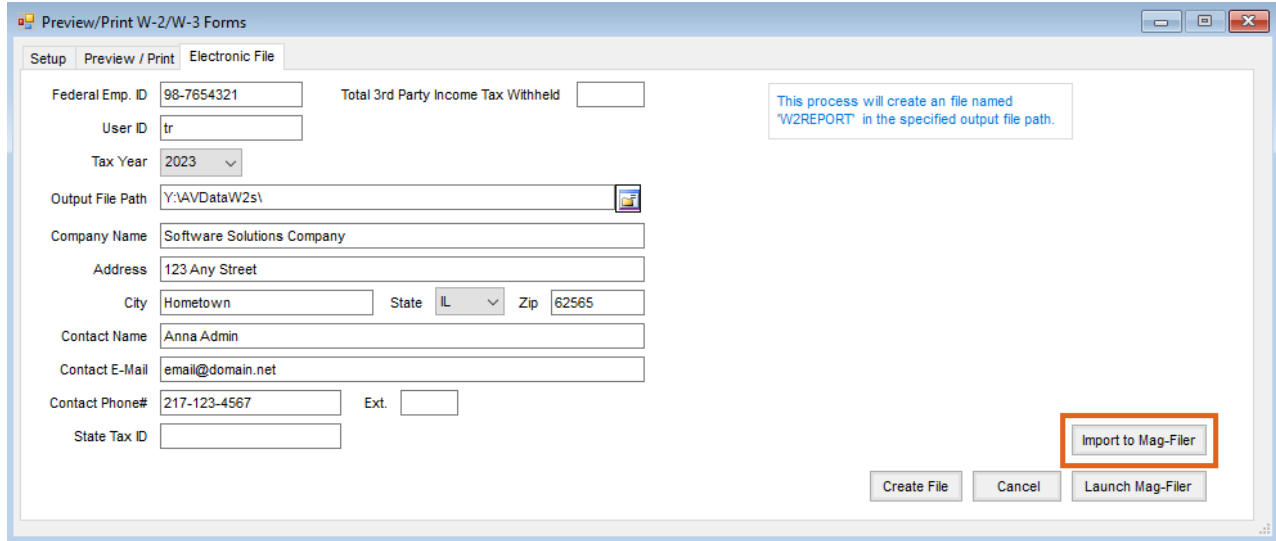 Preview/Print W-2/W-3 Forms
Setup Preview / Print Electronic File
Federal Emp. ID 98-7654321 Total 3rd Party Income Tax Withheld
This process will create an file named
'W2REPORT' in the specified output file path.
User ID tr
Tax Year 2023
Output File Path Y:\AVDataW2s\
Company Name Software Solutions Company
Address 123 Any Street
City Hometown State IL Zip 62565
Contact Name Anna Admin
Contact E-Mail email@domain.net
Contact Phone# 217-123-4567 Ext.
State Tax ID
Import to Mag-Filer
Create File Cancel Launch Mag-Filer